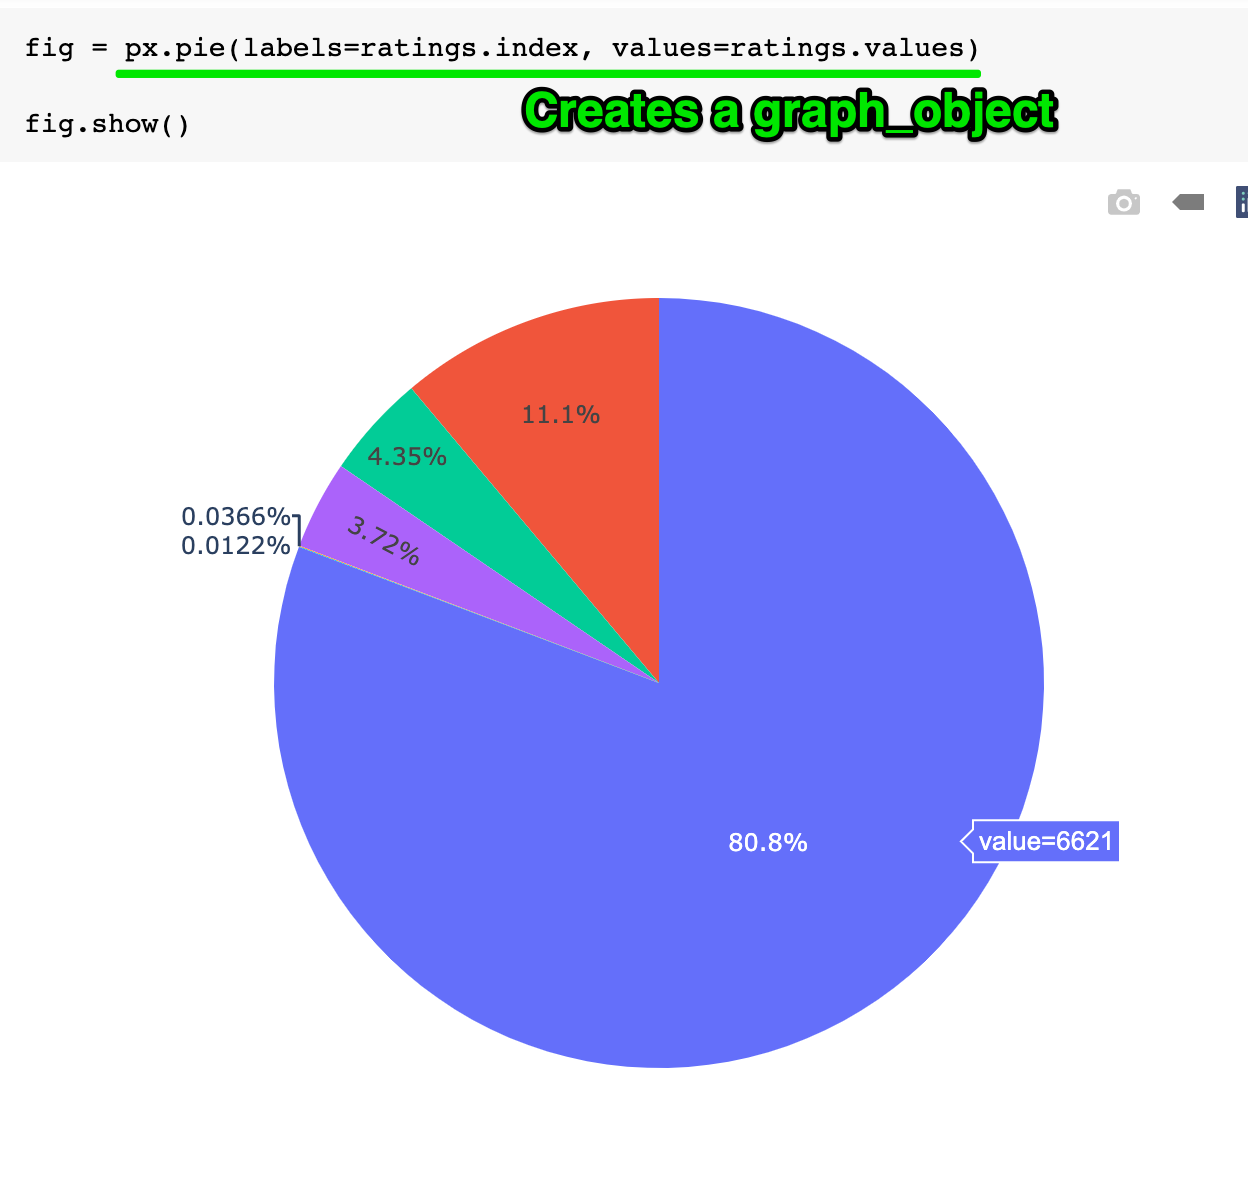 fig = px.pie(labels=ratings.index, values=ratings.values)
Creates a graph_object
fig.show()
11.1%
4.35%
0.0366%
3.72%
0.0122%
80.8%
value=6621